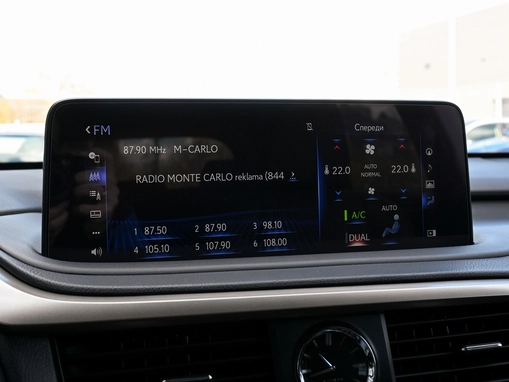 FM
87.90 MHz M-CARLO
RADIO MONTE CARLO reklama (844
1 87.50 2 87.90 3 98.10
4 105.10 5 107.90 6 108.00
Спереди
22.0 AUTO NORMAL 22.0
A/C AUTO
DUAL